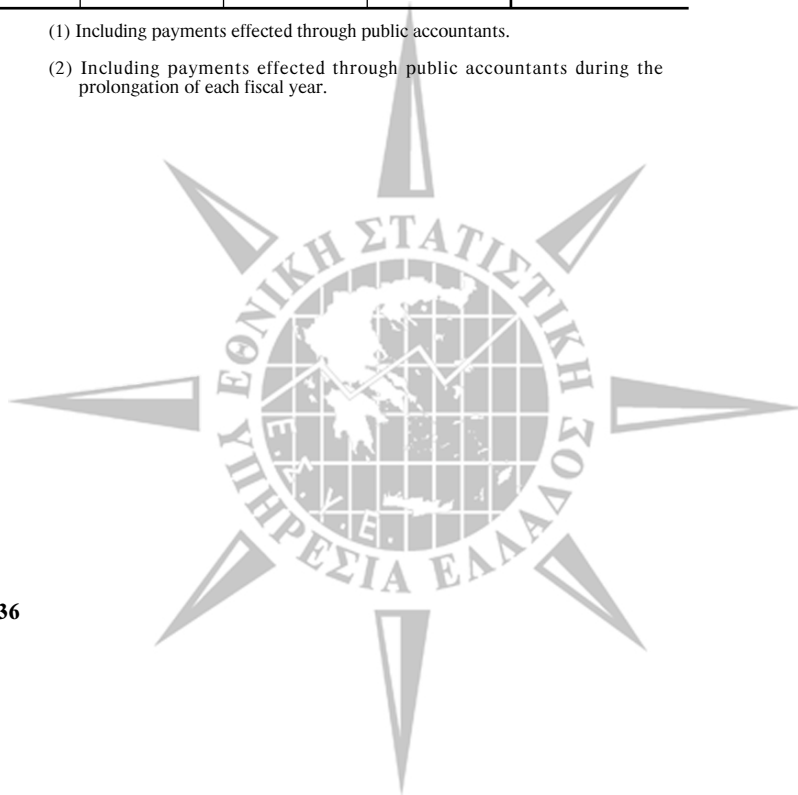 (1) Including payments effected through public accountants.
(2) Including payments effected through public accountants during the
prolongation of each fiscal year.
ΕΘΝΙΚΗ ΣΤΑΤΙΣΤΙΚΗ
ΥΠΗΡΕΣΙΑ ΕΛΛΑΔΟΣ
Ε.Σ.Υ.Ε.
36